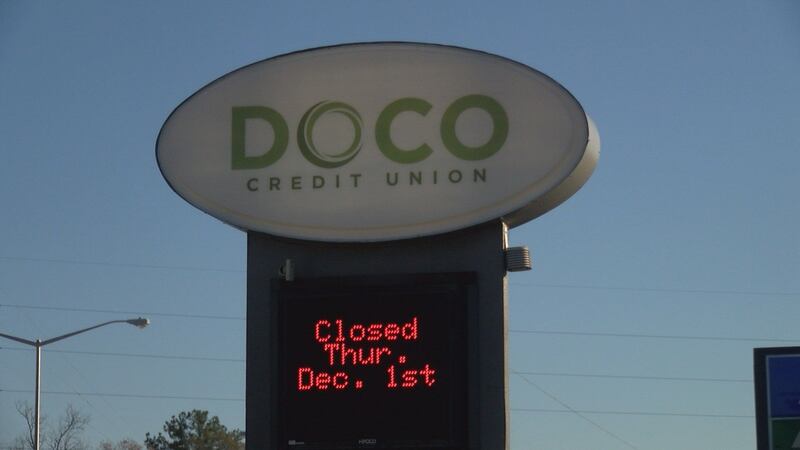 DOCO
CREDIT UNION
Closed
Thur.
Dec. 1st